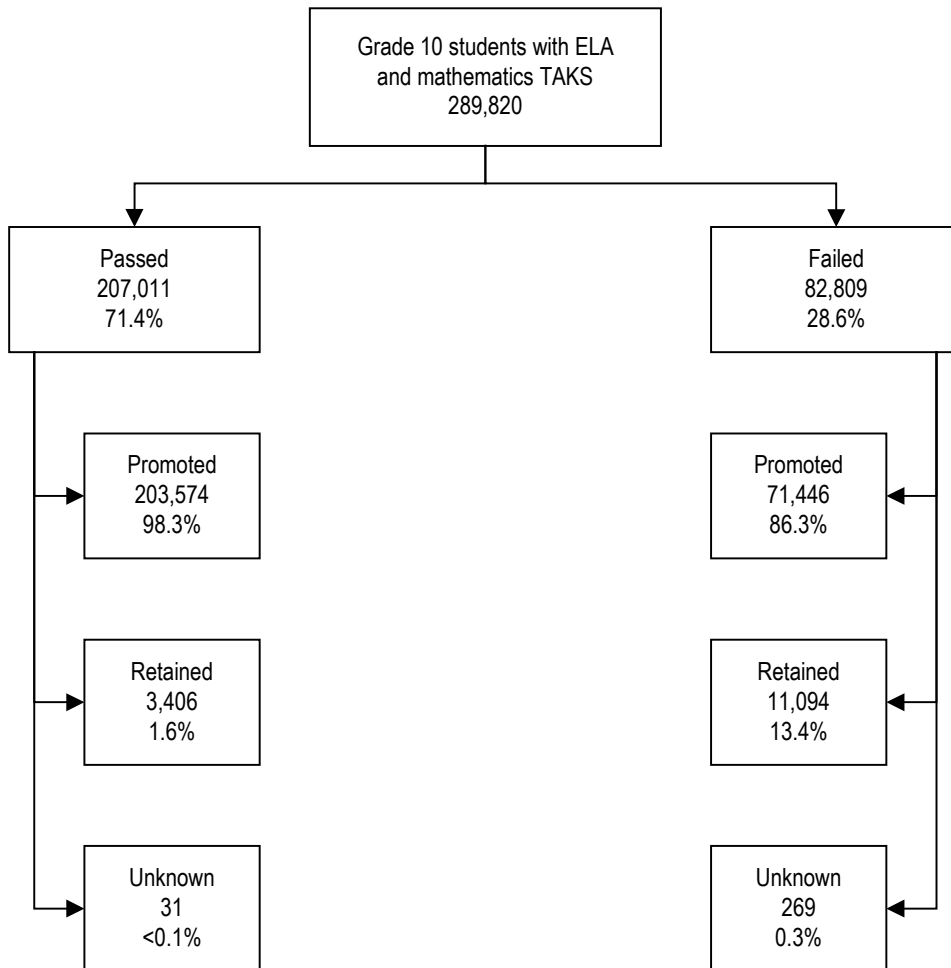 Grade 10 students with ELA
and mathematics TAKS
289,820
Passed
207,011
71.4%
Failed
82,809
28.6%
Promoted
203,574
98.3%
Promoted
71,446
86.3%
Retained
3,406
1.6%
Retained
11,094
13.4%
Unknown
31
<0.1%
Unknown
269
0.3%